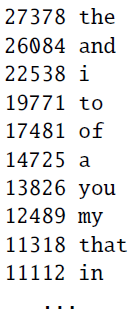 27378 the
26084 and
22538 i
19771 to
17481 of
14725 a
13826 you
12489 my
11318 that
11112 in
...